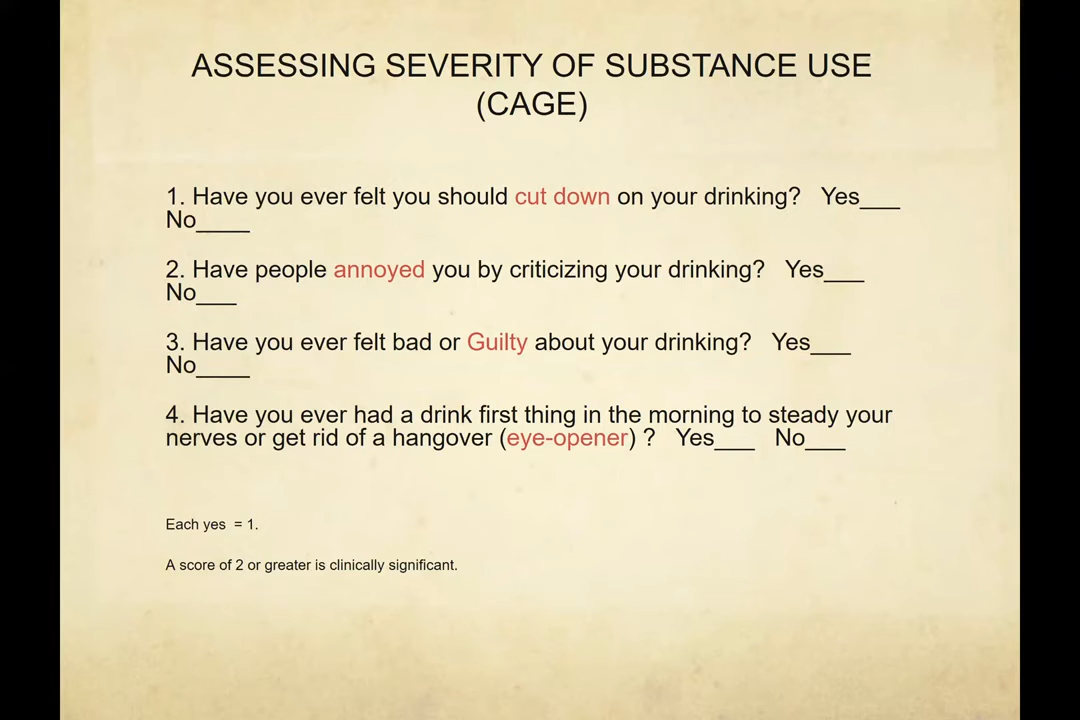 ASSESSING SEVERITY OF SUBSTANCE USE
(CAGE)
1. Have you ever felt you should cut down on your drinking?   Yes___
No____
2. Have people annoyed you by criticizing your drinking?   Yes___
No___
3. Have you ever felt bad or Guilty about your drinking?   Yes___
No____
4. Have you ever had a drink first thing in the morning to steady your
nerves or get rid of a hangover (eye-opener) ?   Yes___   No___
Each yes  = 1.
A score of 2 or greater is clinically significant.